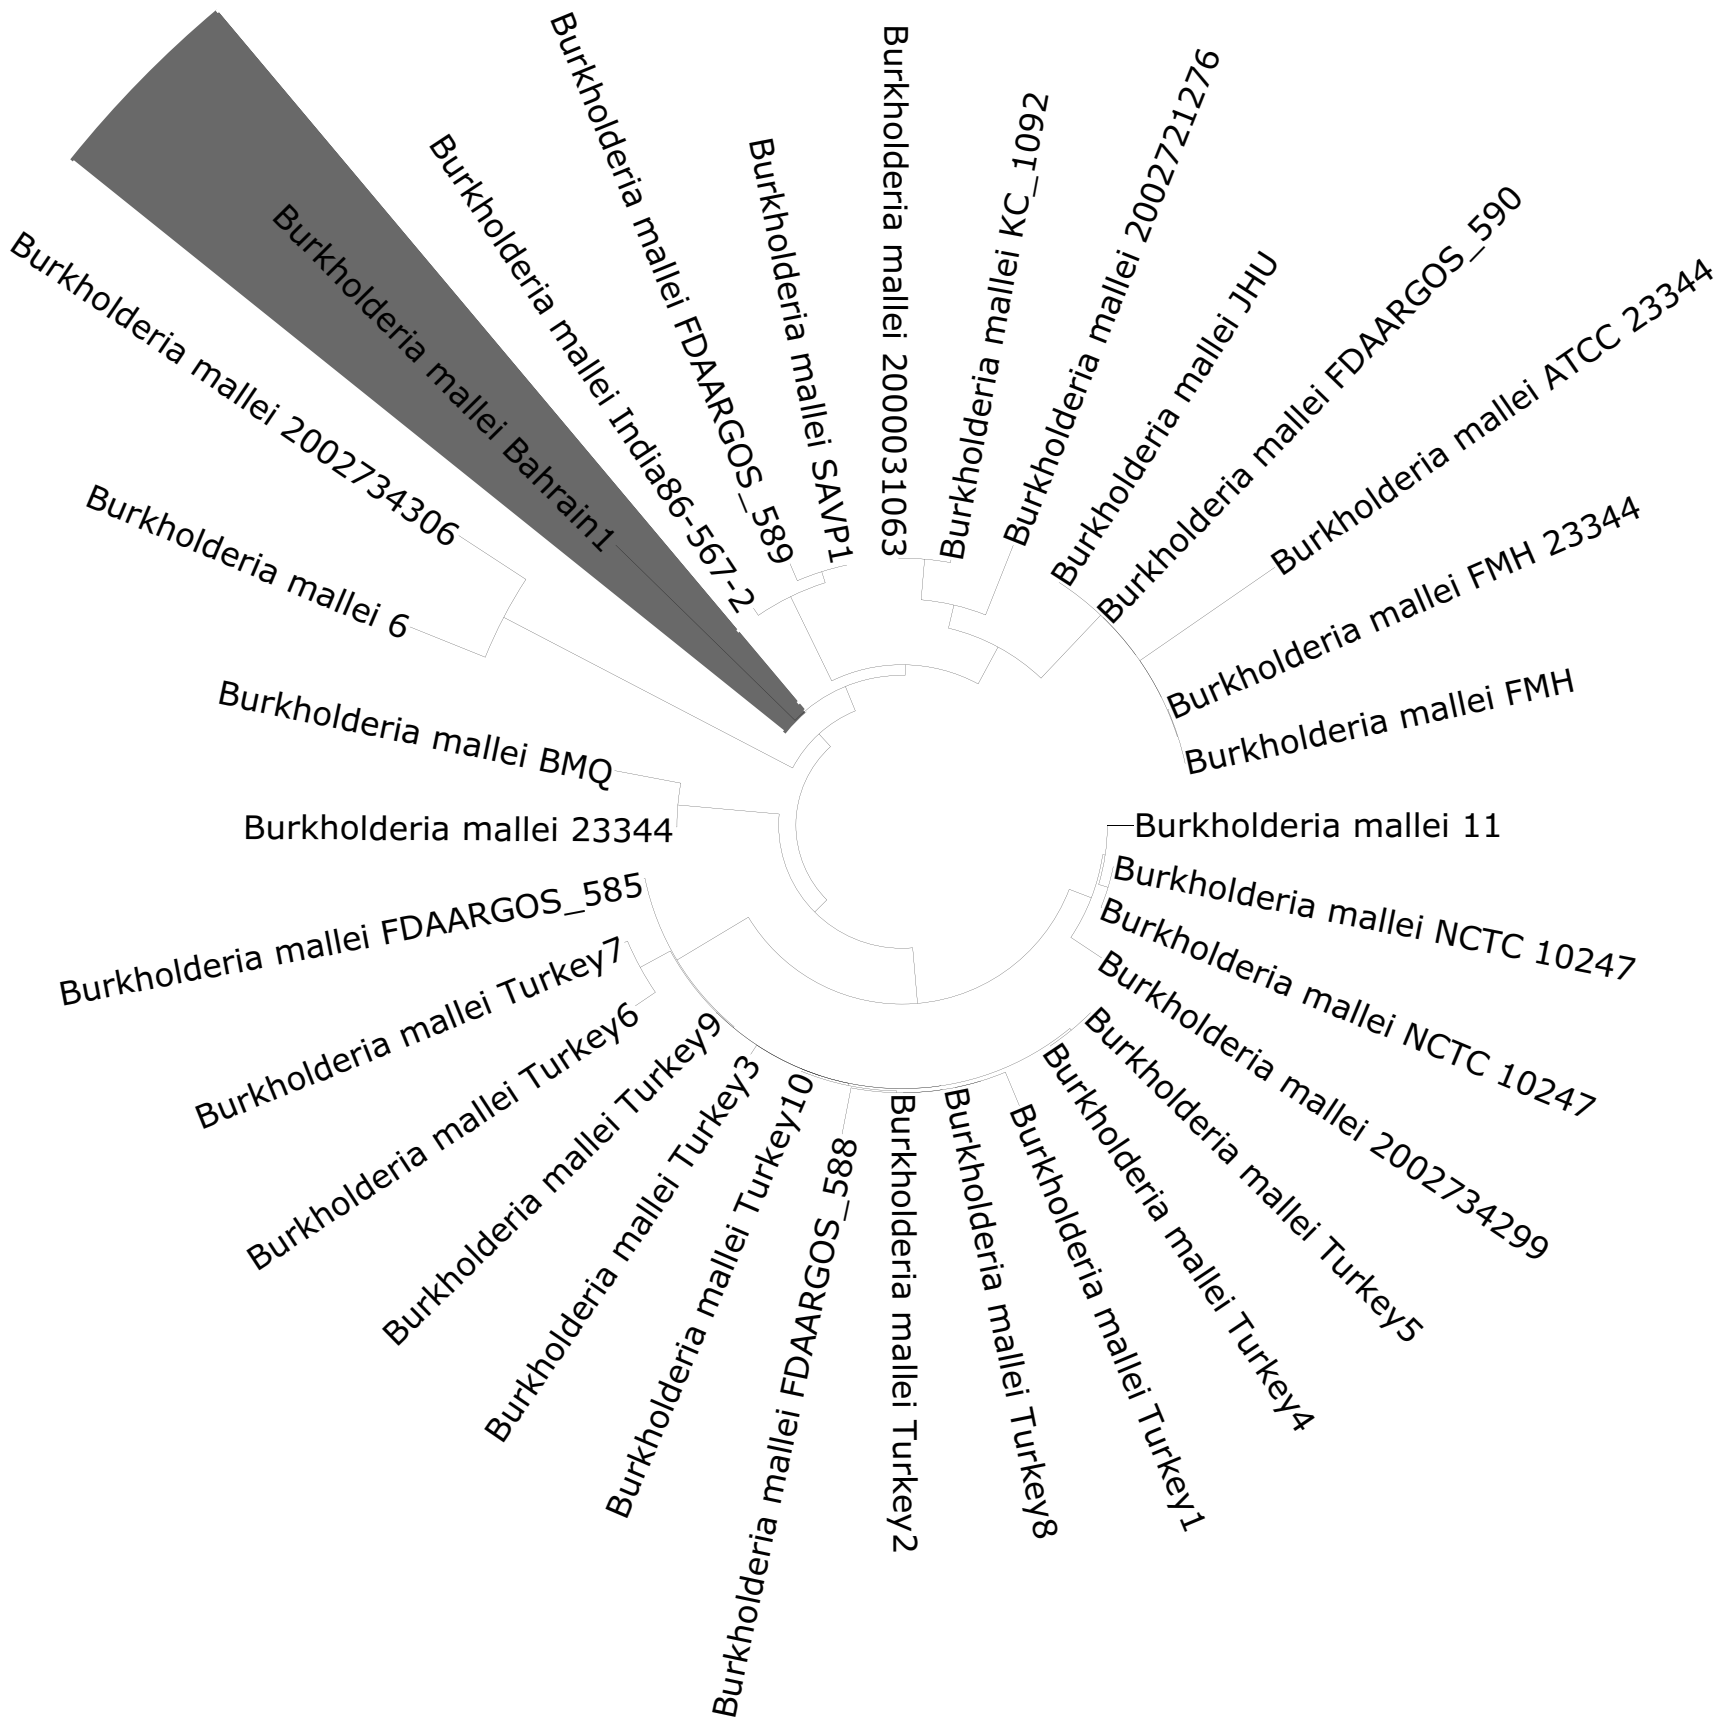 Burkholderia mallei 2002734306
Burkholderia mallei Bahrain1
Burkholderia mallei India86-567-2
Burkholderia mallei FDAARGOS_589
Burkholderia mallei SAVP1
Burkholderia mallei 2000031063
Burkholderia mallei KC_1092
Burkholderia mallei 2002721276
Burkholderia mallei JHU
Burkholderia mallei FDAARGOS_590
Burkholderia mallei ATCC 23344
Burkholderia mallei FMH 23344
Burkholderia mallei FMH
Burkholderia mallei 11
Burkholderia mallei NCTC 10247
Burkholderia mallei NCTC 10247
Burkholderia mallei 2002734299
Burkholderia mallei Turkey5
Burkholderia mallei Turkey4
Burkholderia mallei Turkey1
Burkholderia mallei Turkey8
Burkholderia mallei Turkey2
Burkholderia mallei FDAARGOS_588
Burkholderia mallei Turkey10
Burkholderia mallei Turkey3
Burkholderia mallei Turkey9
Burkholderia mallei Turkey6
Burkholderia mallei Turkey7
Burkholderia mallei FDAARGOS_585
Burkholderia mallei 23344
Burkholderia mallei BMQ
Burkholderia mallei 6